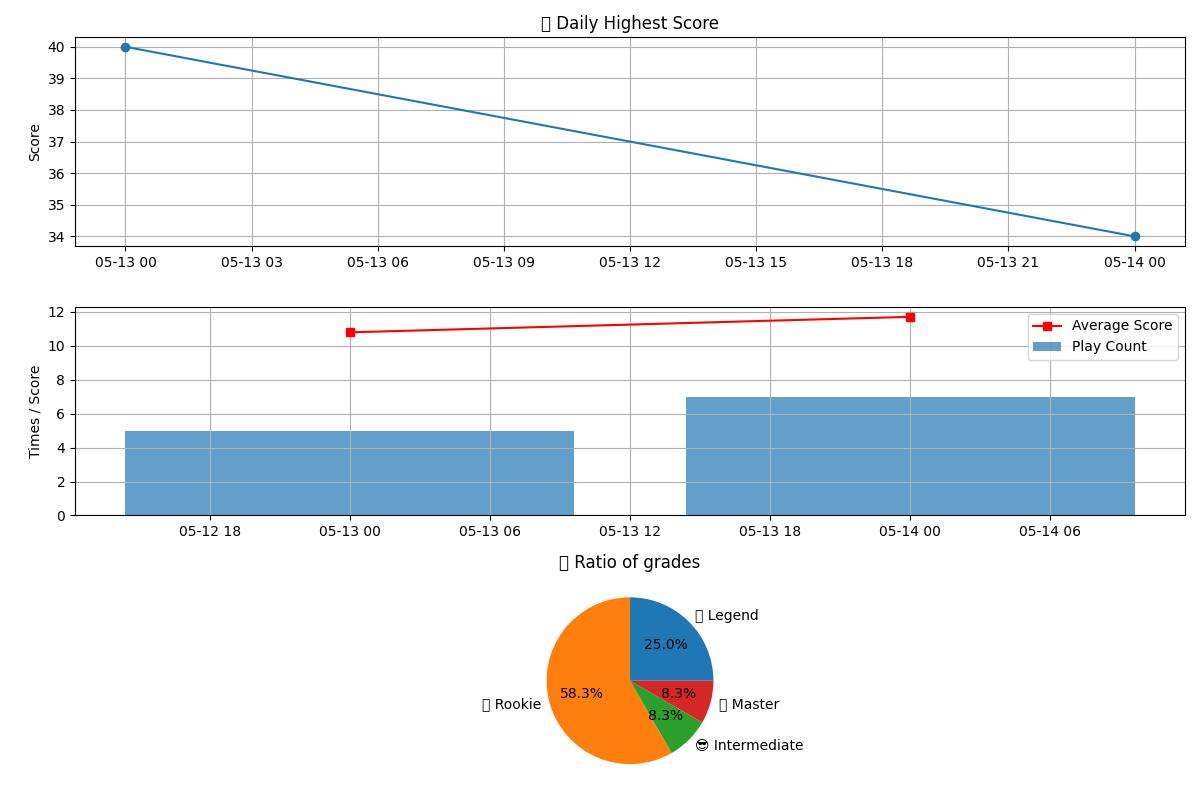 ▯ Daily Highest Score
Score
40
39
38
37
36
35
34
05-13 00 05-13 03 05-13 06 05-13 09 05-13 12 05-13 15 05-13 18 05-13 21 05-14 00
Times / Score
12
10
8
6
4
2
0
Average Score
Play Count
05-12 18 05-13 00 05-13 06 05-13 12 05-13 18 05-14 00 05-14 06
▯ Ratio of grades
▯ Legend
25.0%
58.3%
8.3%
▯ Rookie
▯ Master
8.3%
😎 Intermediate